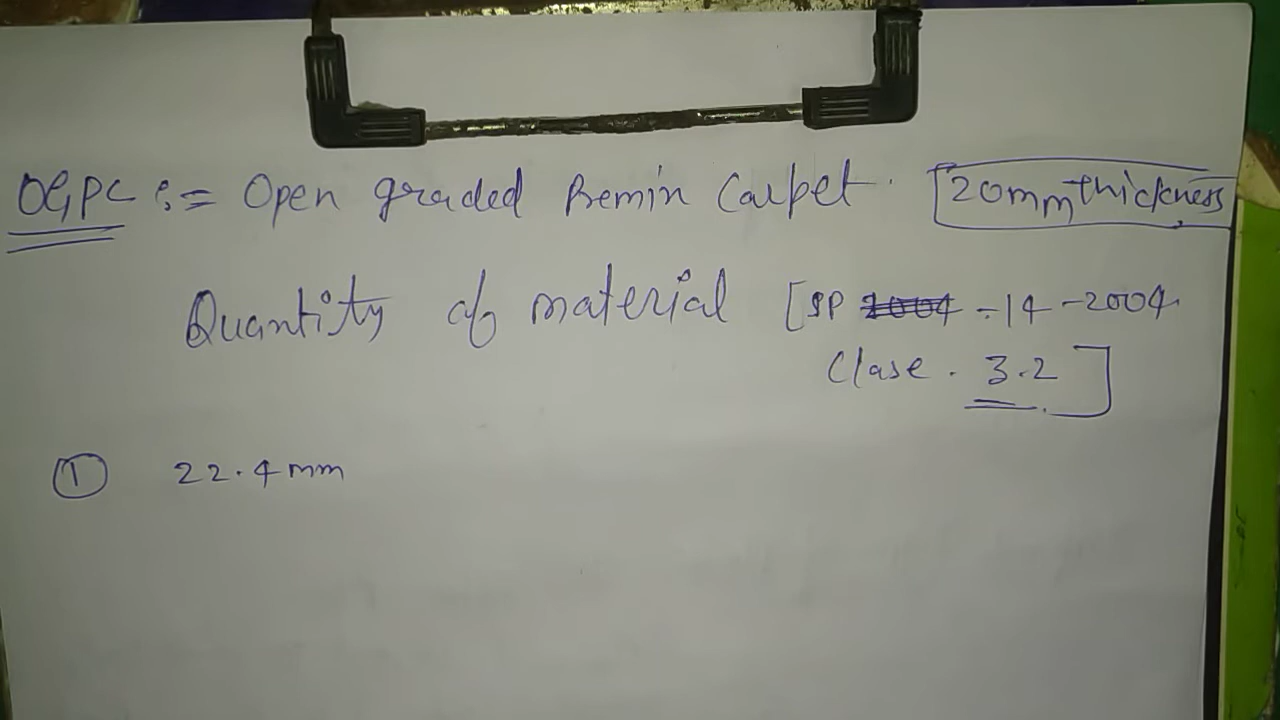 OGPC := Open graded Premin Carpet. [20mm thickness
Quantity of material [SP 2004 - 14 - 2004.
Clase. 3.2]
① 22.4mm